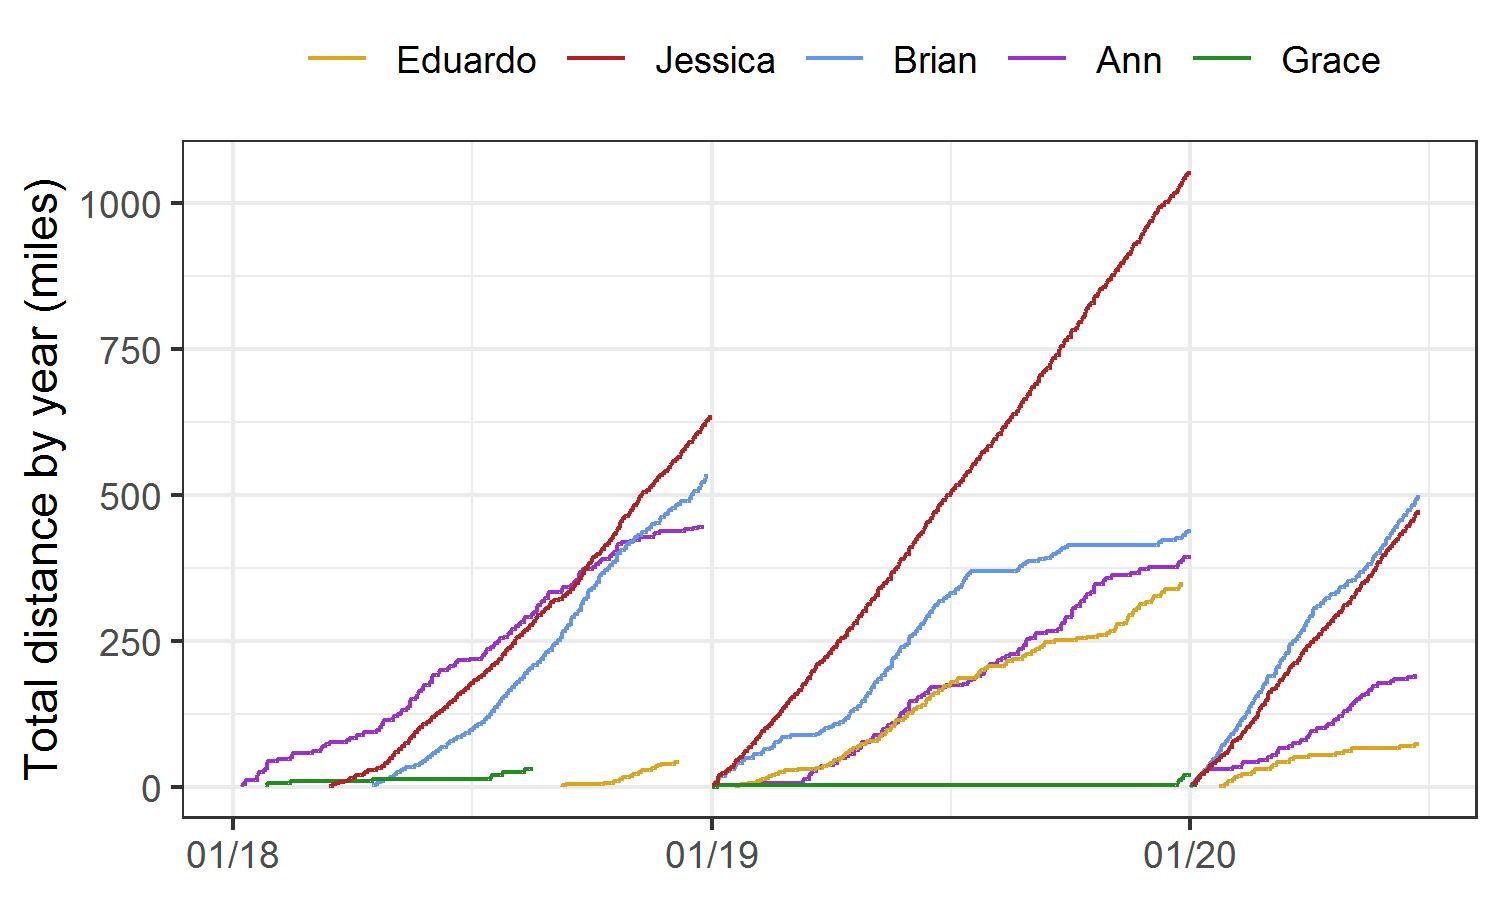 Eduardo Jessica Brian Ann Grace
Total distance by year (miles)
1000
750
500
250
0
01/18 01/19 01/20